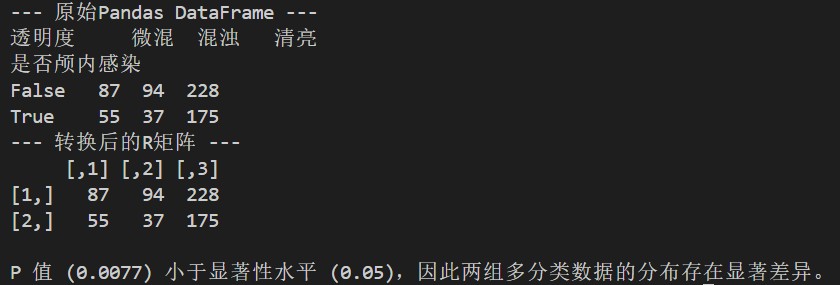 --- 原始Pandas DataFrame ---
透明度 微混 混浊 清亮
是否颅内感染
False 87 94 228
True 55 37 175
--- 转换后的R矩阵 ---
[,1] [,2] [,3]
[1,] 87 94 228
[2,] 55 37 175
P 值 (0.0077) 小于显著性水平 (0.05)，因此两组多分类数据的分布存在显著差异。